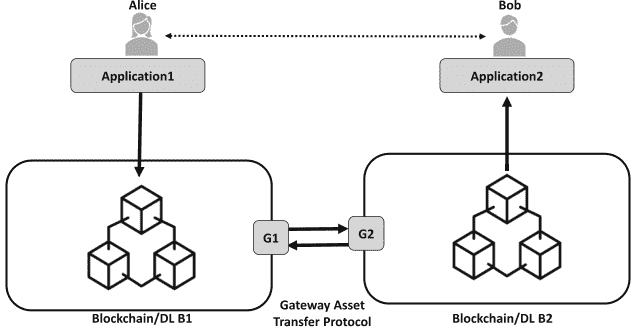 Alice
Bob
Application1
Application2
G1
G2
Gateway Asset
Transfer Protocol
Blockchain/DL B1
Blockchain/DL B2